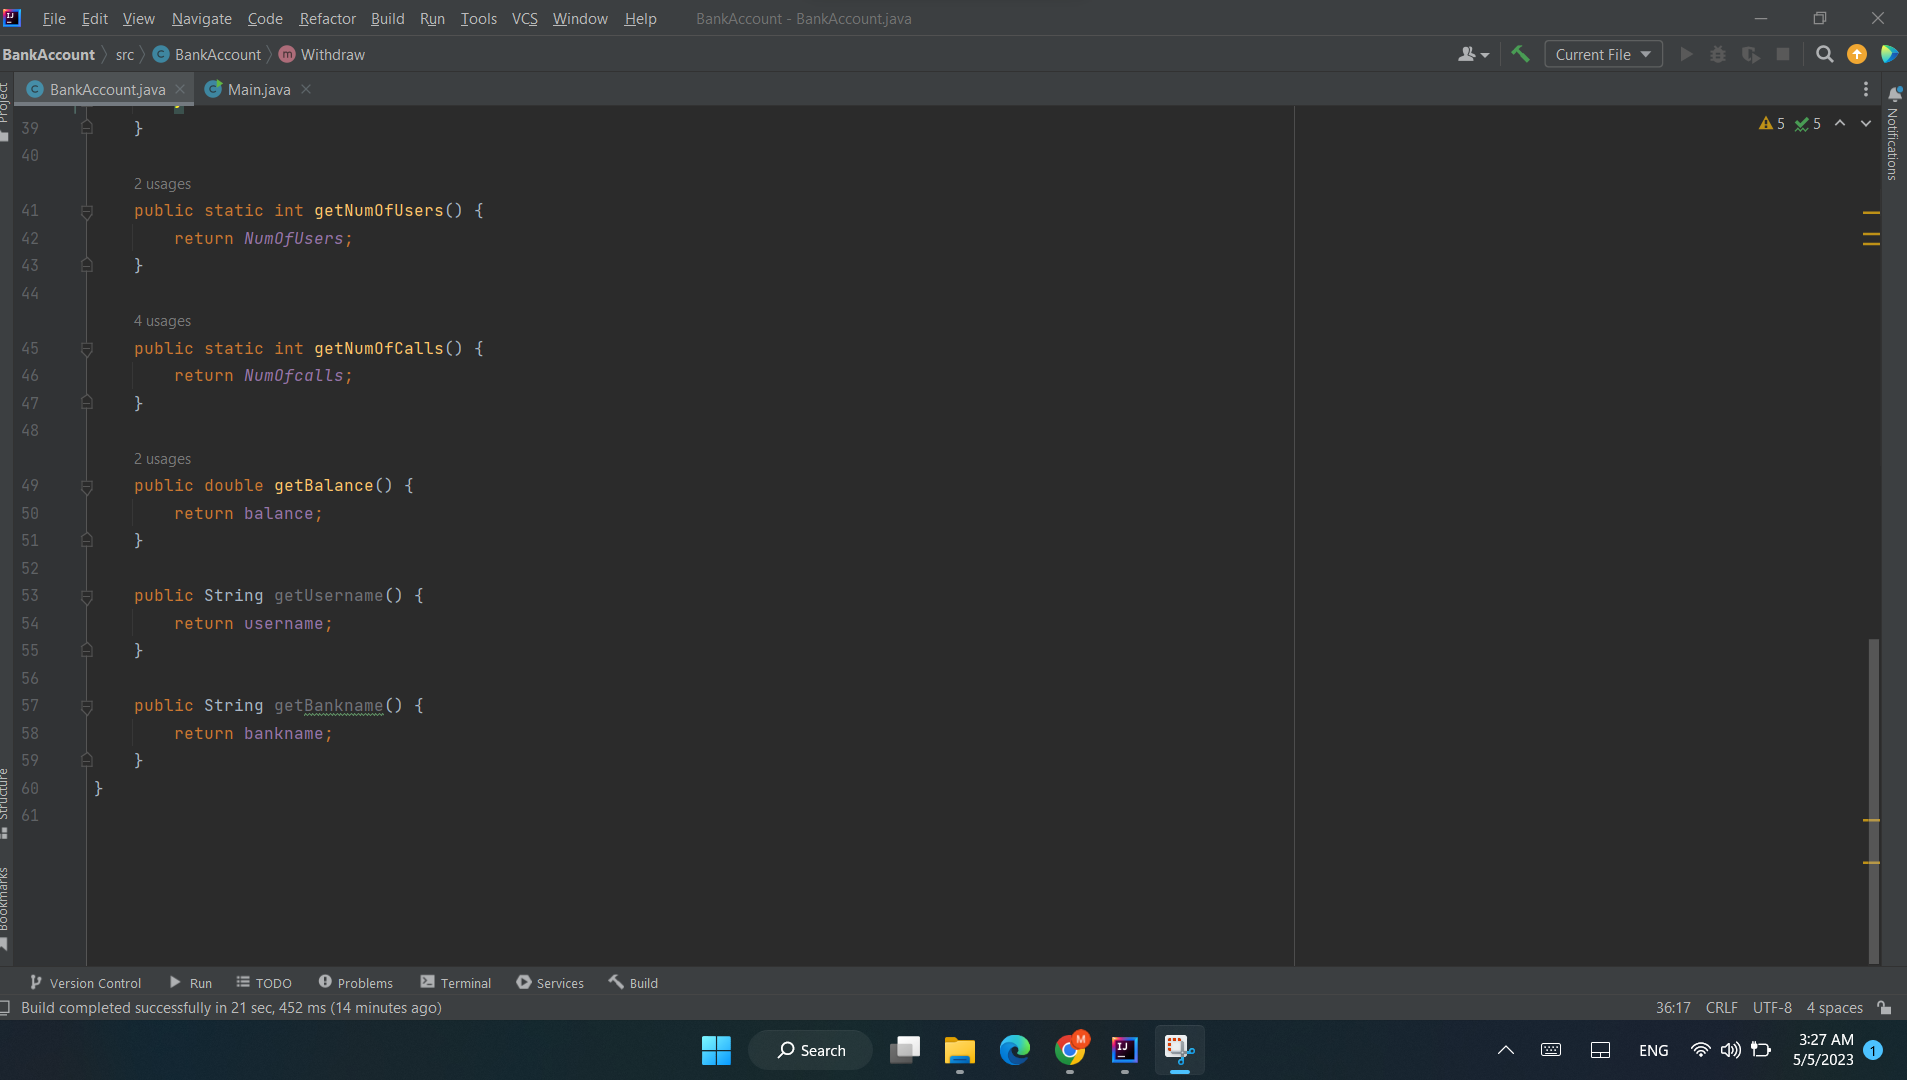 File Edit View Navigate Code Refactor Build Run Tools VCS Window Help BankAccount - BankAccount.java
BankAccount src BankAccount Withdraw Current File
BankAccount.java Main.java
Project
Notifications
5 5
39 }
40
2 usages
41 public static int getNumOfUsers() {
42 return NumOfUsers;
43 }
44
4 usages
45 public static int getNumOfCalls() {
46 return NumOfcalls;
47 }
48
2 usages
49 public double getBalance() {
50 return balance;
51 }
52
53 public String getUsername() {
54 return username;
55 }
56
57 public String getBankname() {
58 return bankname;
59 }
60 }
61
Structure
Bookmarks
Version Control Run TODO Problems Terminal Services Build
Build completed successfully in 21 sec, 452 ms (14 minutes ago) 36:17 CRLF UTF-8 4 spaces
Search ENG 3:27 AM
5/5/2023 1